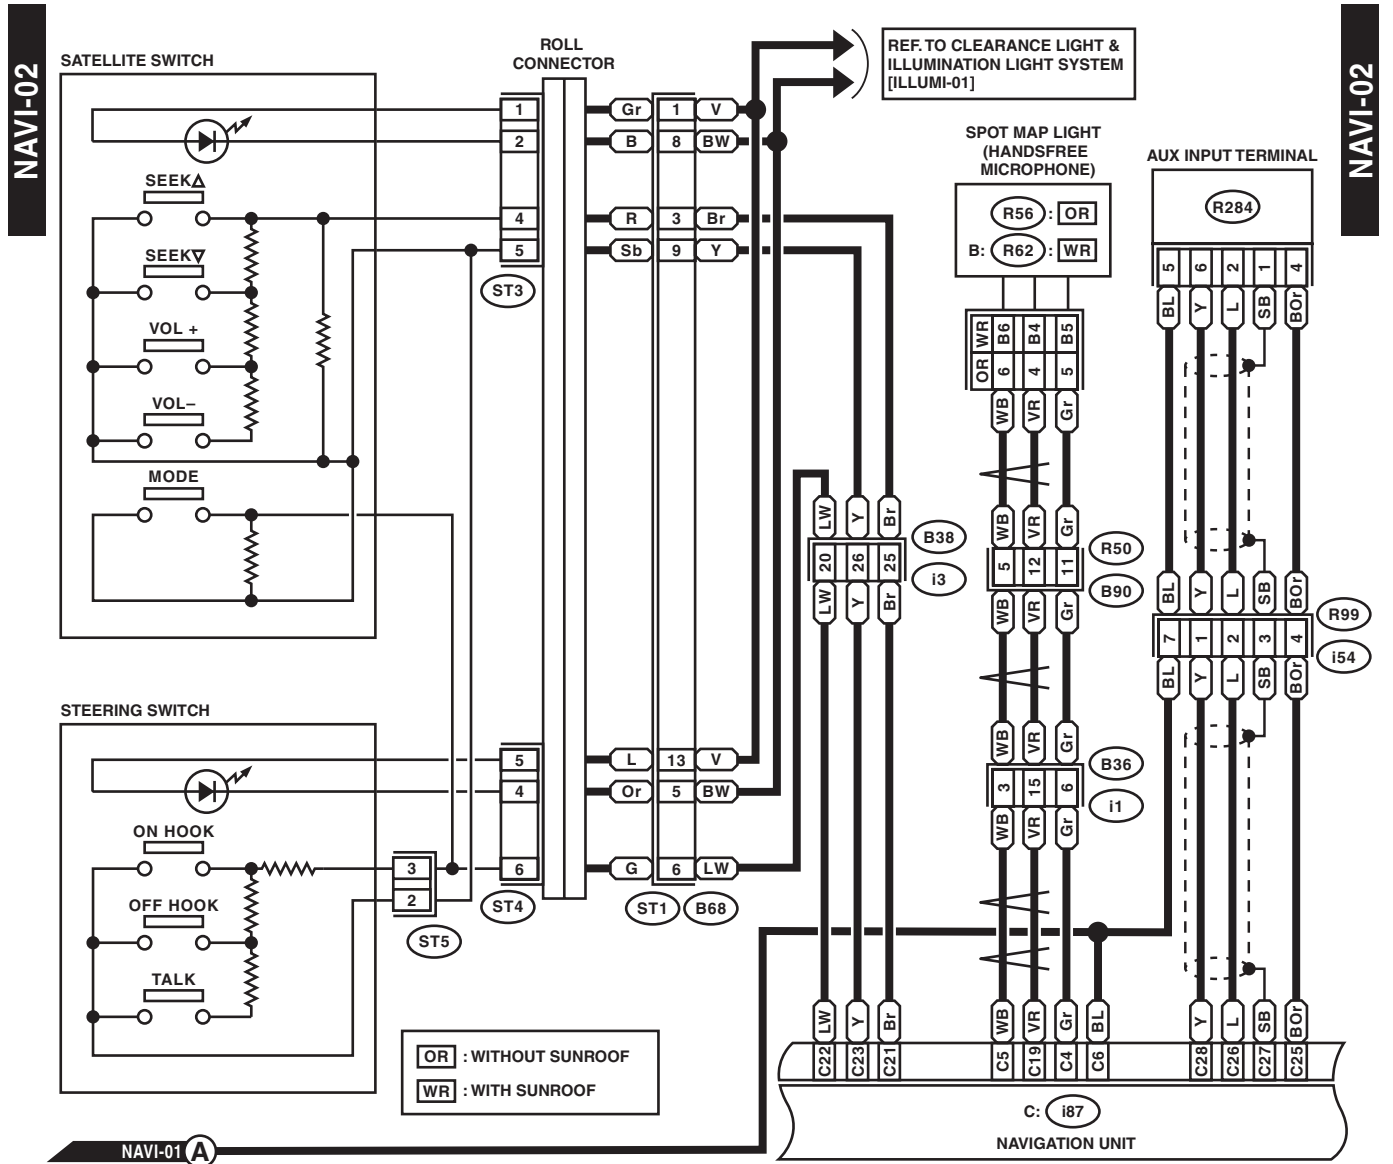 NAVI-02
NAVI-02
SATELLITE SWITCH
ROLL
CONNECTOR
REF. TO CLEARANCE LIGHT &
ILLUMINATION LIGHT SYSTEM
[ILLUMI-01]
1 Gr 1 V
2 B 8 BW
SEEK△
4 R 3 Br
SEEK▽
5 Sb 9 Y
ST3
VOL +
VOL–
MODE
SPOT MAP LIGHT
(HANDSFREE
MICROPHONE)
R56 : OR
B: R62 : WR
WR B6 B4 B5
OR 6 4 5
WB VR Gr
WB VR Gr
5 12 11
R50
B90
WB VR Gr
WB VR Gr
3 15 6
B36
i1
WB VR Gr
AUX INPUT TERMINAL
R284
5 6 2 1 4
BL Y L SB BOr
BL Y L SB BOr
7 1 2 3 4
R99
i54
BL Y L SB BOr
LW Y Br
20 26 25
B38
i3
LW Y Br
STEERING SWITCH
5 L 13 V
4 Or 5 BW
ON HOOK
3 6 G 6 LW
2
OFF HOOK
ST5
ST4
ST1 B68
TALK
OR : WITHOUT SUNROOF
WR : WITH SUNROOF
LW Y Br WB VR Gr BL Y L SB BOr
C22 C23 C21 C5 C19 C4 C6 C28 C26 C27 C25
C: i87
NAVIGATION UNIT
NAVI-01 A